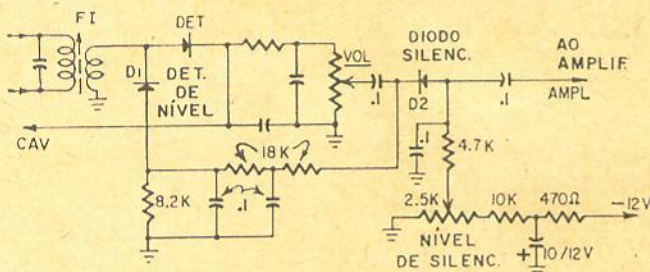 FI
DET
D1
DET.
DE
NÍVEL
CAV
VOL
.1
DIODO
SILENC.
D2
.1
AO
AMPLIF.
AMPL
18K
8.2K
.1
.1
4.7K
2.5K
10K
470Ω
-12V
NÍVEL
DE SILENC.
+
10/12V